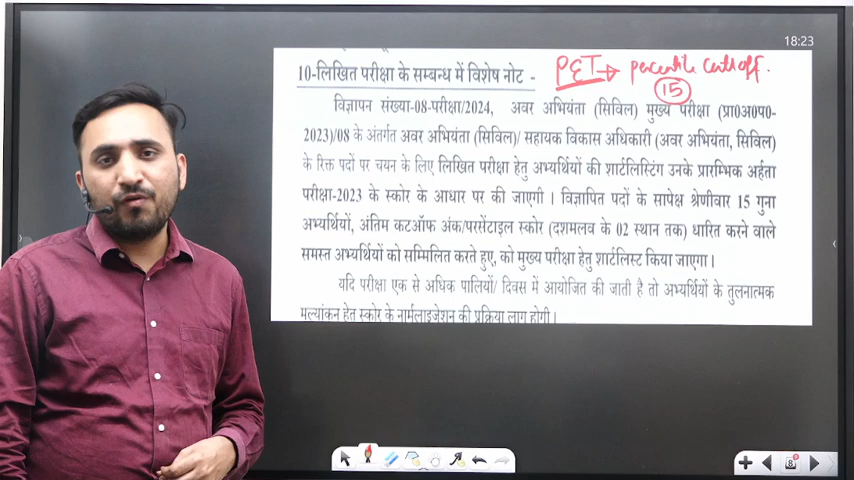 18:23
10-लिखित परीक्षा के सम्बन्ध में विशेष नोट -
PET → percentile cutt off.
15
विज्ञापन संख्या-08-परीक्षा/2024, अवर अभियंता (सिविल) मुख्य परीक्षा (प्रा0अ0प0-
2023)/08 के अंतर्गत अवर अभियंता (सिविल)/ सहायक विकास अधिकारी (अवर अभियंता, सिविल)
के रिक्त पदों पर चयन के लिए लिखित परीक्षा हेतु अभ्यर्थियों की शार्टलिस्टिंग उनके प्रारम्भिक अर्हता
परीक्षा-2023 के स्कोर के आधार पर की जाएगी । विज्ञापित पदों के सापेक्ष श्रेणीवार 15 गुना
अभ्यर्थियों, अंतिम कटऑफ अंक/परसेंटाइल स्कोर (दशमलव के 02 स्थान तक) धारित करने वाले
समस्त अभ्यर्थियों को सम्मिलित करते हुए, को मुख्य परीक्षा हेतु शार्टलिस्ट किया जाएगा ।
यदि परीक्षा एक से अधिक पालियों/ दिवस में आयोजित की जाती है तो अभ्यर्थियों के तुलनात्मक
मूल्यांकन हेतु स्कोर के नार्मलाइजेशन की प्रक्रिया लागू होगी ।
8